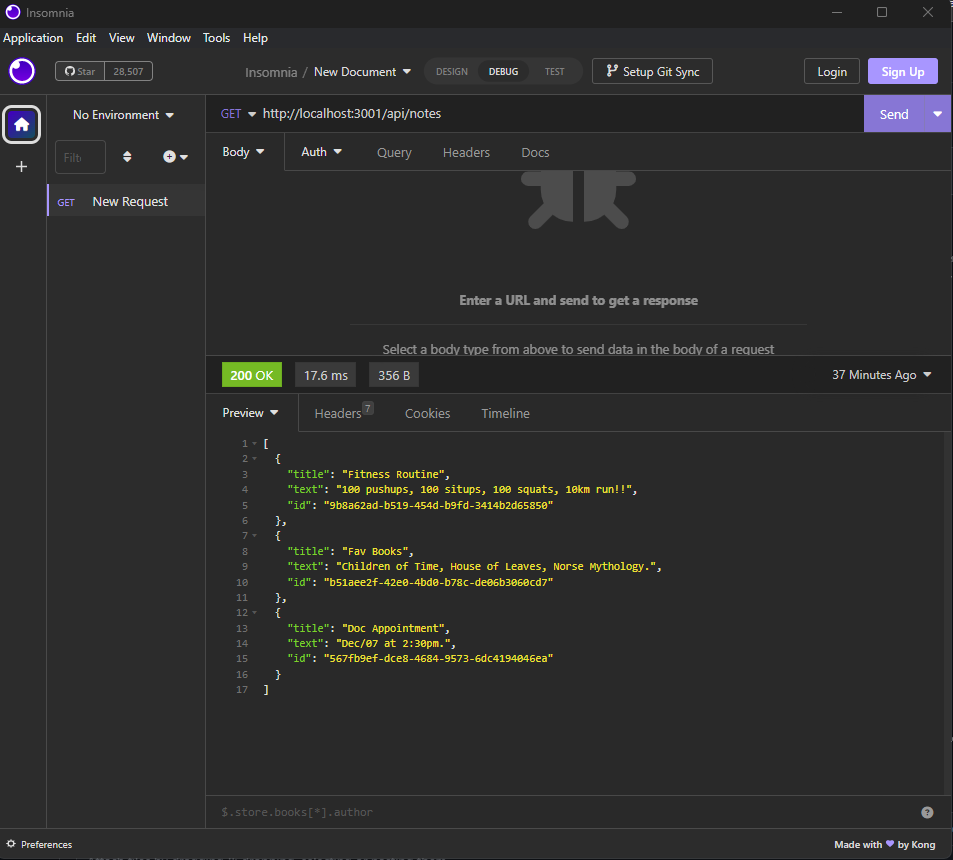 Insomnia
Application Edit View Window Tools Help
Star 28,507
Insomnia / New Document
DESIGN DEBUG TEST
Setup Git Sync
Login Sign Up
No Environment
GET http://localhost:3001/api/notes
Send
Filt
Body Auth Query Headers Docs
GET New Request
Enter a URL and send to get a response
Select a body type from above to send data in the body of a request
200 OK 17.6 ms 356 B 37 Minutes Ago
Preview Headers 7 Cookies Timeline
1 [
2 {
3 "title": "Fitness Routine",
4 "text": "100 pushups, 100 situps, 100 squats, 10km run!!",
5 "id": "9b8a62ad-b519-454d-b9fd-3414b2d65850"
6 },
7 {
8 "title": "Fav Books",
9 "text": "Children of Time, House of Leaves, Norse Mythology.",
10 "id": "b51aee2f-42e0-4bd0-b78c-de06b3060cd7"
11 },
12 {
13 "title": "Doc Appointment",
14 "text": "Dec/07 at 2:30pm.",
15 "id": "567fb9ef-dce8-4684-9573-6dc4194046ea"
16 }
17 ]
$.store.books[*].author
Preferences
Made with ♥ by Kong